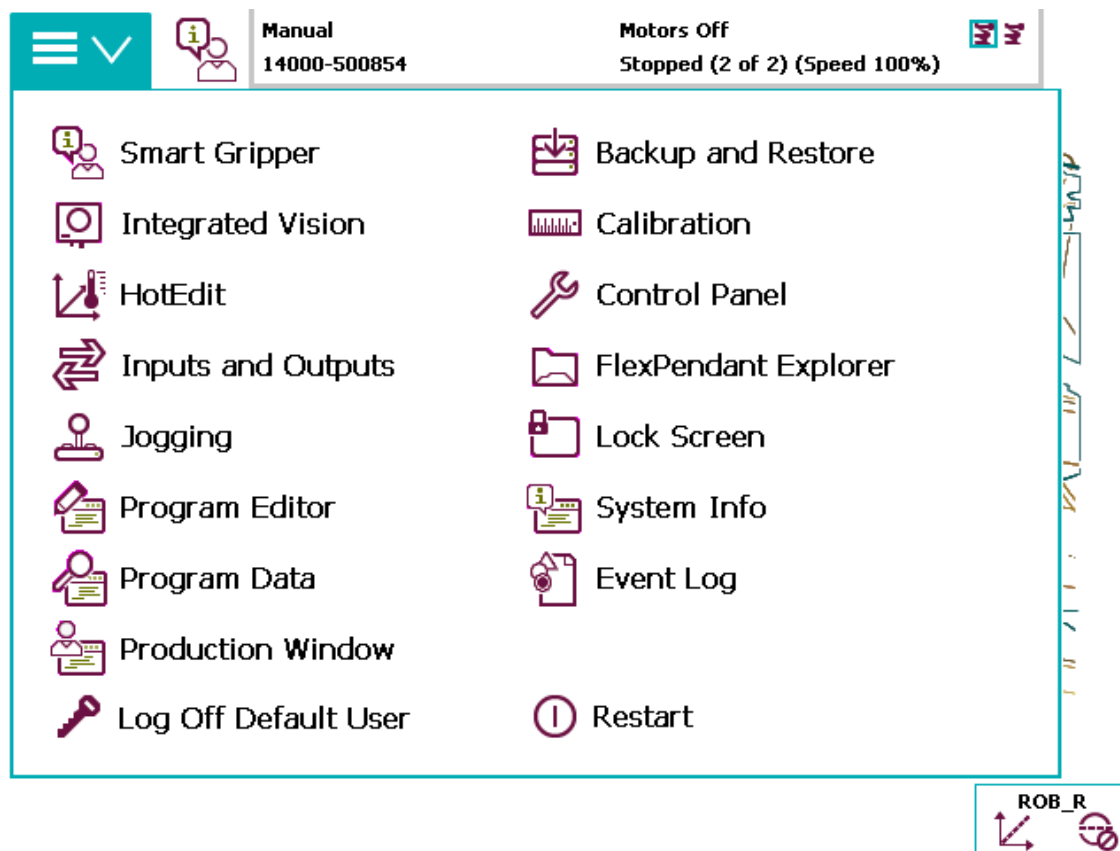 Manual
Motors Off
14000-500854
Stopped (2 of 2) (Speed 100%)
Smart Gripper
Backup and Restore
Integrated Vision
Calibration
HotEdit
Control Panel
Inputs and Outputs
FlexPendant Explorer
Jogging
Lock Screen
Program Editor
System Info
Program Data
Event Log
Production Window
Log Off Default User
Restart
ROB_R